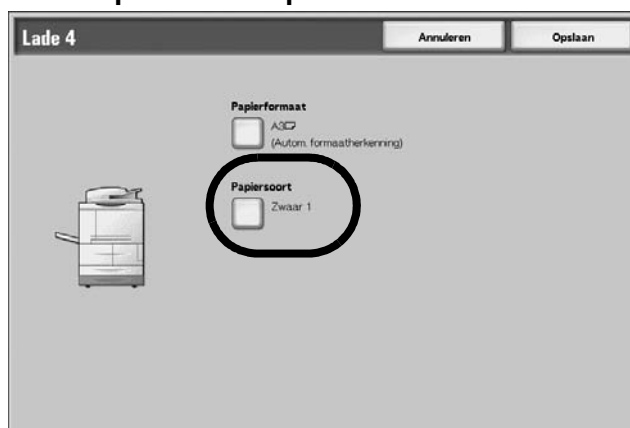 Lade 4
Annuleren
Opslaan
Papierformaat
A3
(Autom. formaatherkenning)
Papiersoort
Zwaar 1